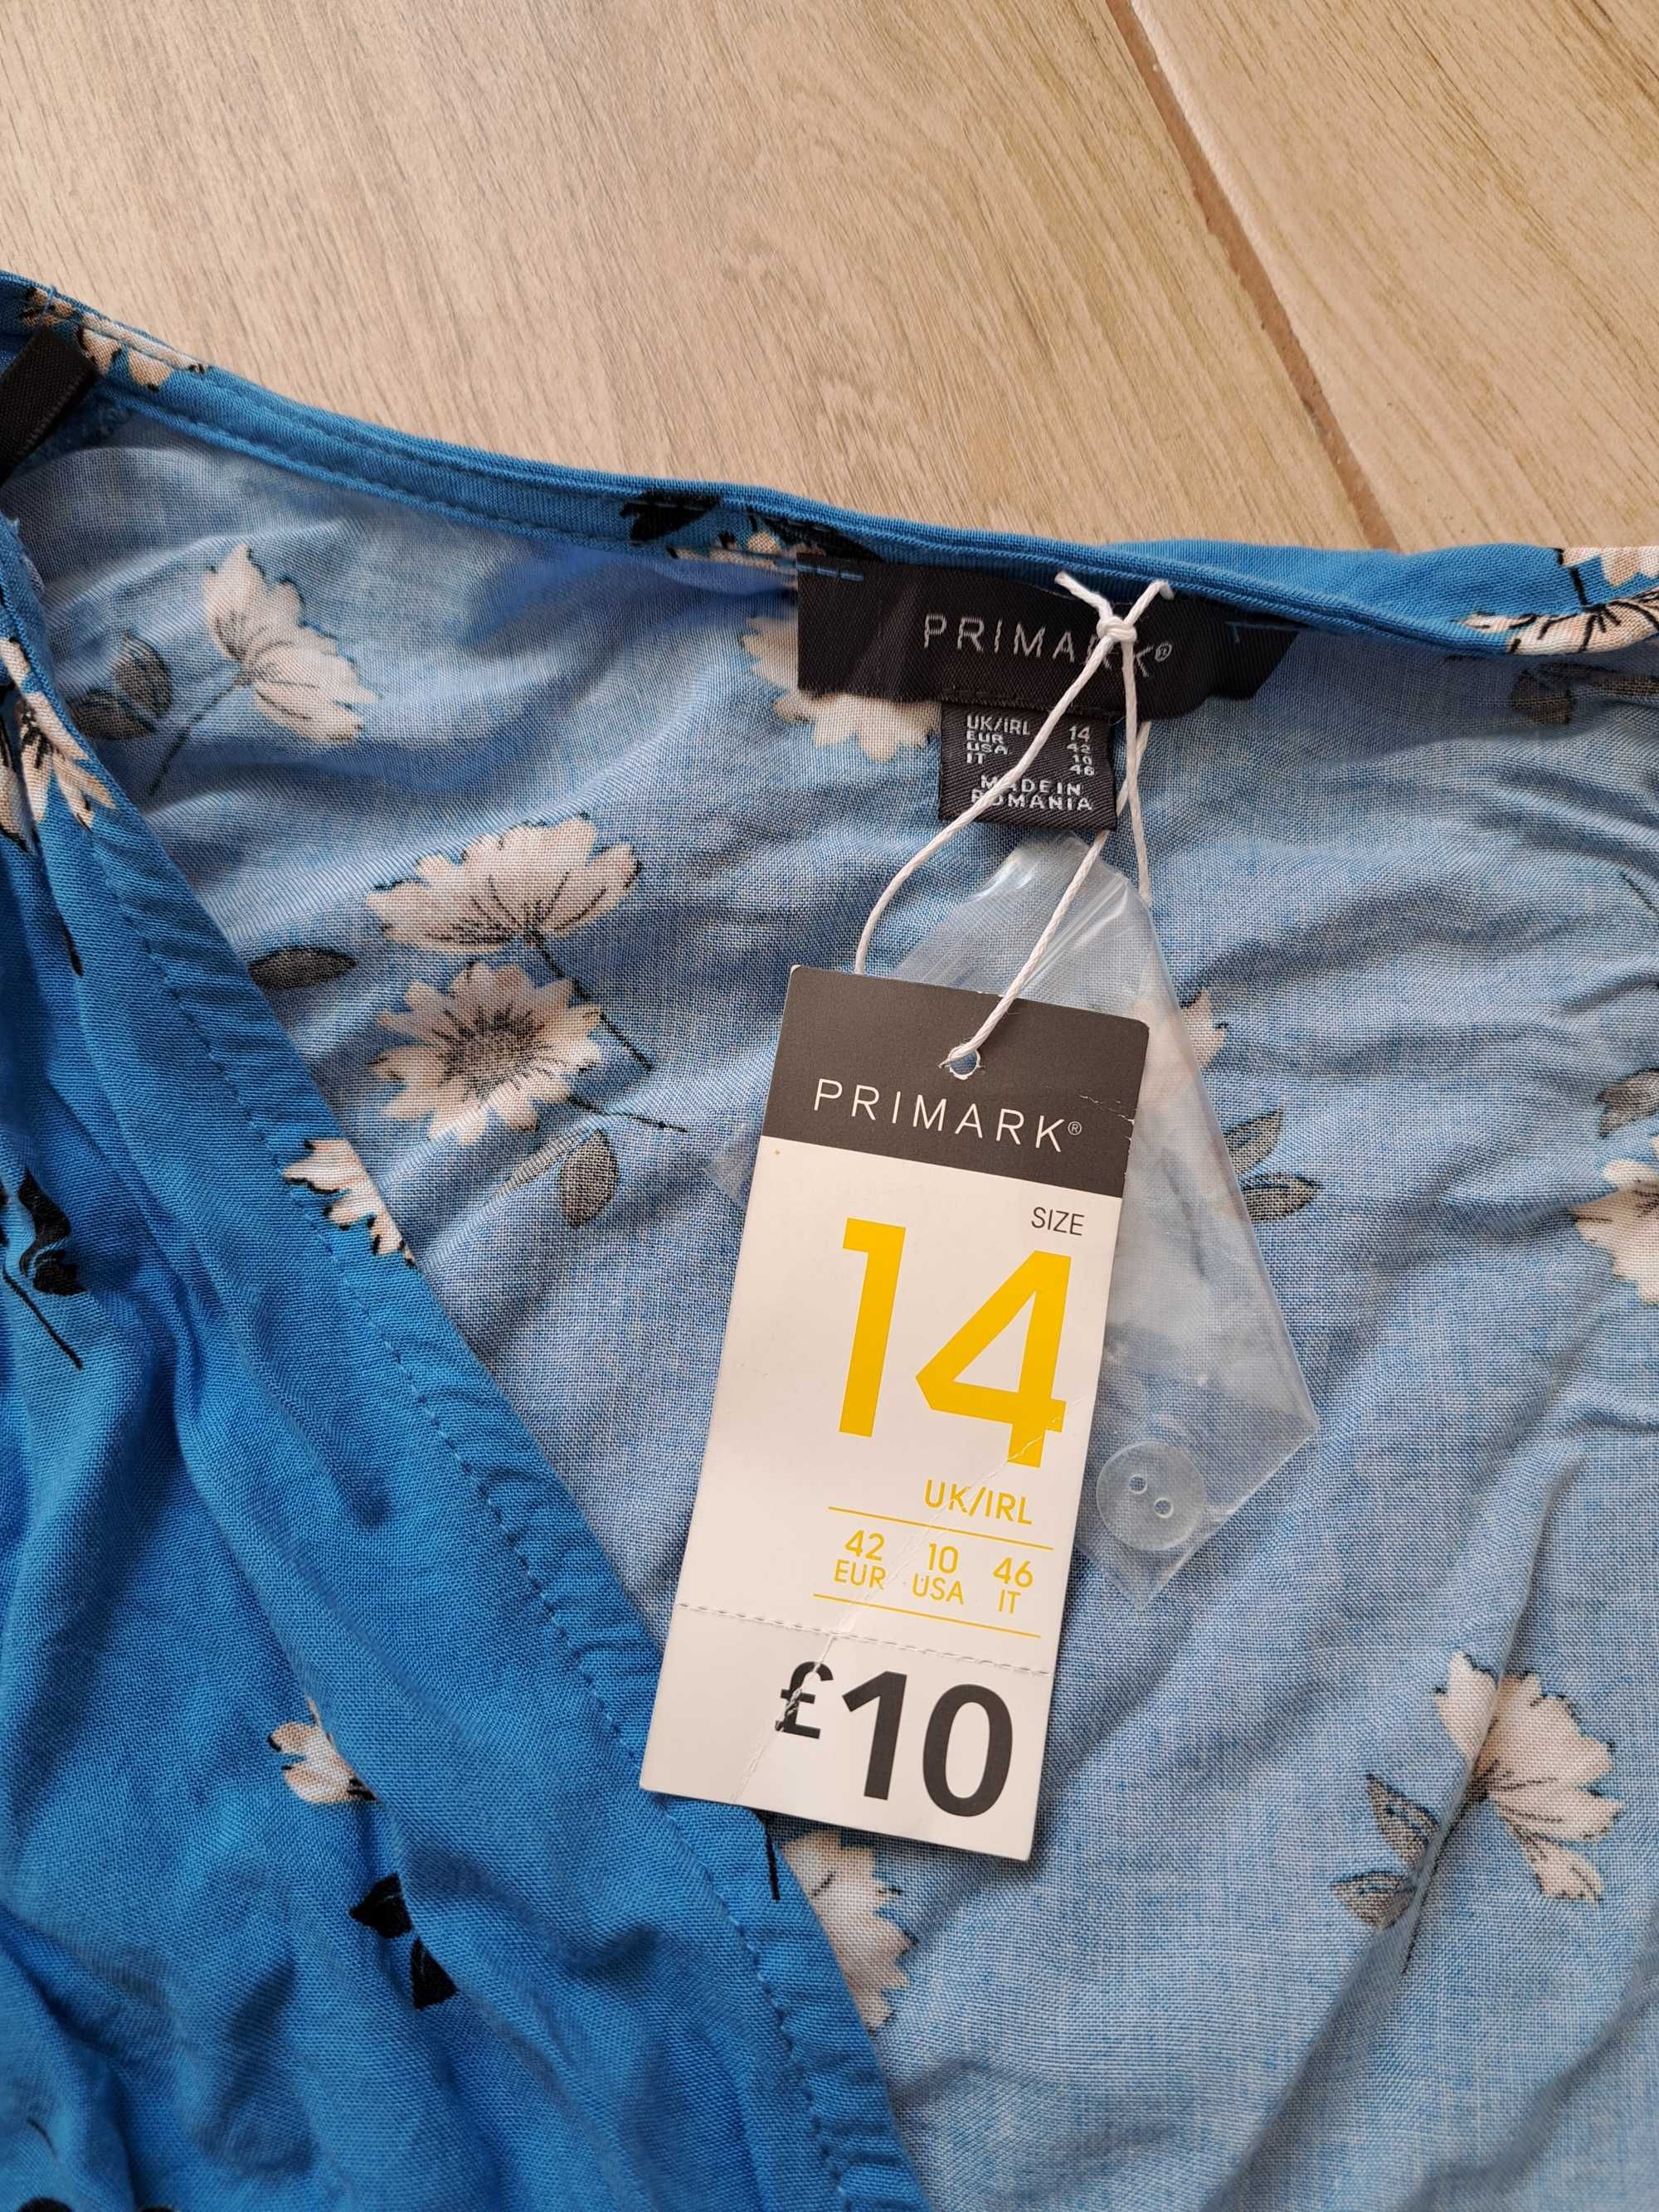 PRIMARK®
UK/IRL 14
EUR 42
USA 10
IT 46
MADE IN
ROMANIA
PRIMARK®
SIZE
14
UK/IRL
42 10 46
EUR USA IT
£10